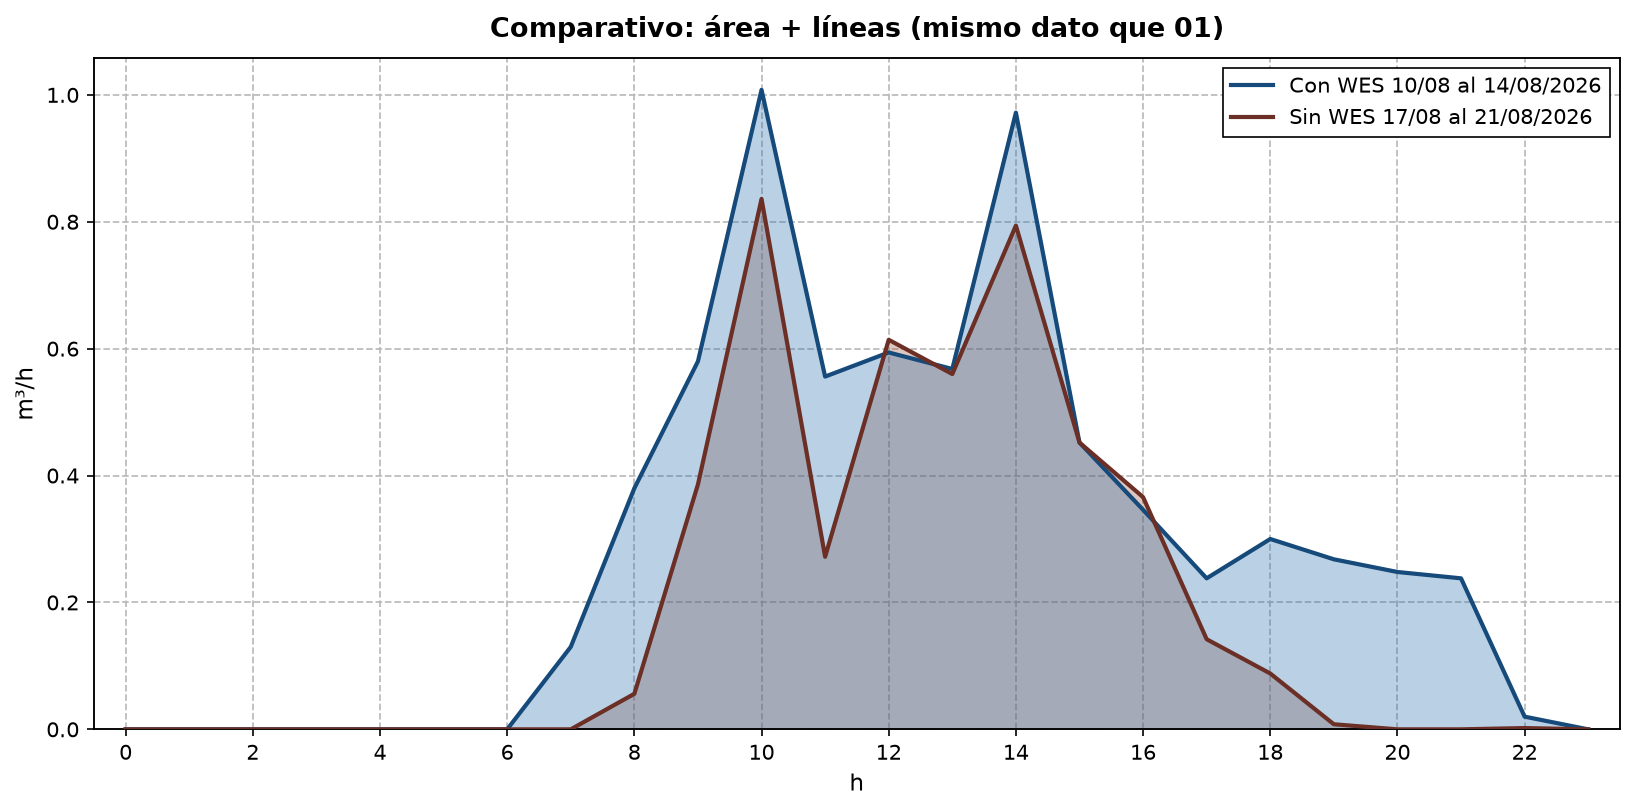 Comparativo: área + líneas (mismo dato que 01)
Con WES 10/08 al 14/08/2026
Sin WES 17/08 al 21/08/2026
1.0
0.8
0.6
0.4
0.2
0.0
m³/h
0 2 4 6 8 10 12 14 16 18 20 22
h